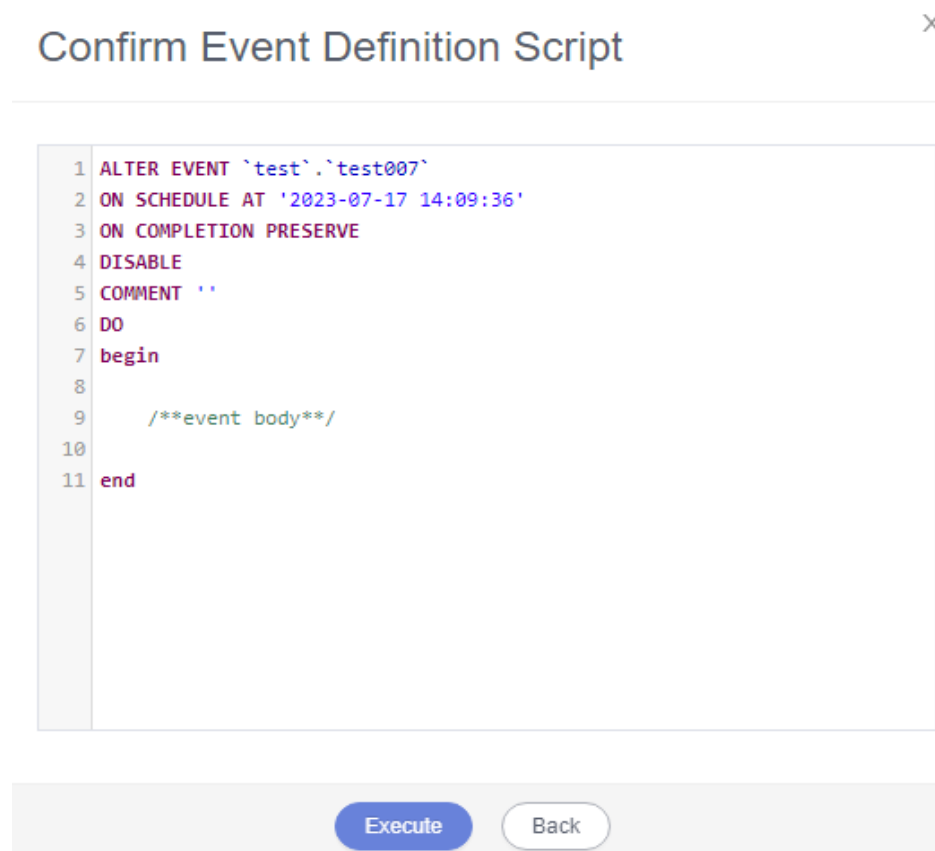 Confirm Event Definition Script
X
1 ALTER EVENT `test`.`test007`
2 ON SCHEDULE AT '2023-07-17 14:09:36'
3 ON COMPLETION PRESERVE
4 DISABLE
5 COMMENT ''
6 DO
7 begin
8
9 /**event body**/
10
11 end
Execute Back